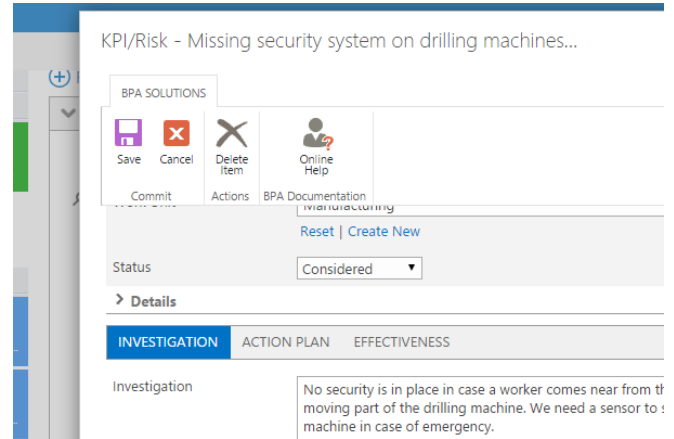 KPI/Risk - Missing security system on drilling machines...
BPA SOLUTIONS
Save Cancel Delete Item Online Help
Commit Actions BPA Documentation
Manufacturing
Reset | Create New
Status Considered
Details
INVESTIGATION ACTION PLAN EFFECTIVENESS
Investigation No security is in place in case a worker comes near from
moving part of the drilling machine. We need a sensor to
machine in case of emergency.